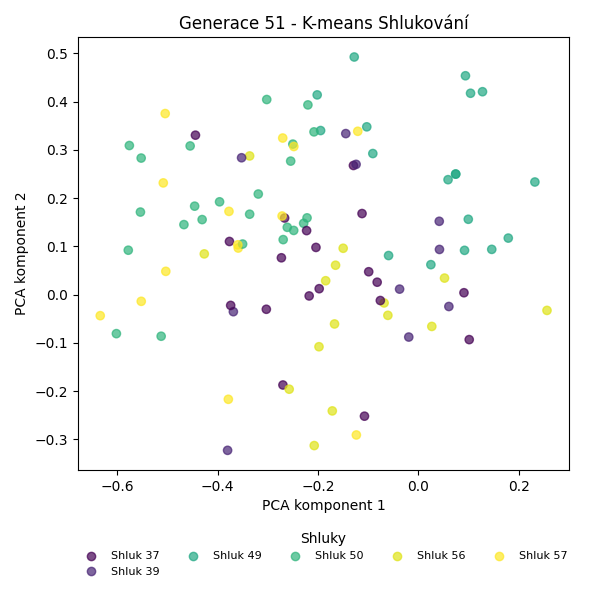 Generace 51 - K-means Shlukování
PCA komponent 2
0.5
0.4
0.3
0.2
0.1
0.0
−0.1
−0.2
−0.3
−0.6 −0.4 −0.2 0.0 0.2
PCA komponent 1
Shluky
Shluk 37 Shluk 49 Shluk 50 Shluk 56 Shluk 57
Shluk 39